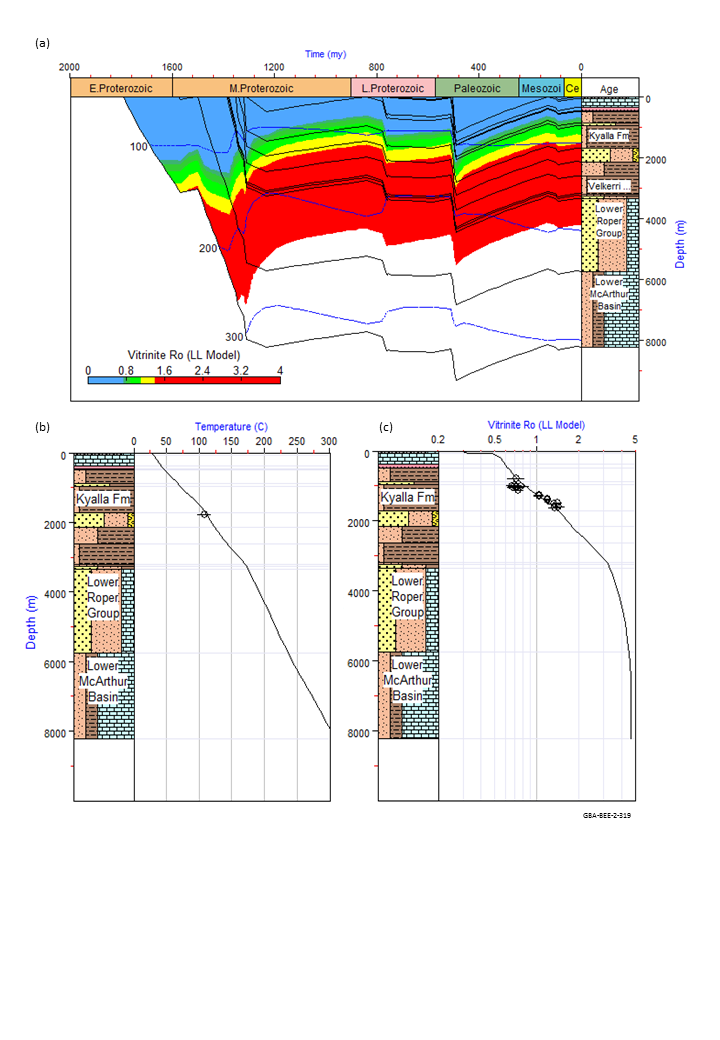 (a)
Time (my)
2000 1600 1200 800 400 0
E.Proterozoic M.Proterozoic L.Proterozoic Paleozoic Mesozoi Ce Age
0
Kyalla Fm
100
2000
Velkerri ...
Lower
Roper
Group
4000
200
Depth (m)
6000
Lower
McArthur
Basin
300
8000
Vitrinite Ro (LL Model)
0 0.8 1.6 2.4 3.2 4
(b)
Temperature (C)
0 50 100 150 200 250 300
0
Kyalla Fm
2000
Lower
Roper
Group
4000
Depth (m)
6000
Lower
McArthur
Basin
8000
(c)
Vitrinite Ro (LL Model)
0.2 0.5 1 2 5
0
Kyalla Fm
2000
Lower
Roper
Group
4000
6000
Lower
McArthur
Basin
8000
GBA-BEE-2-319